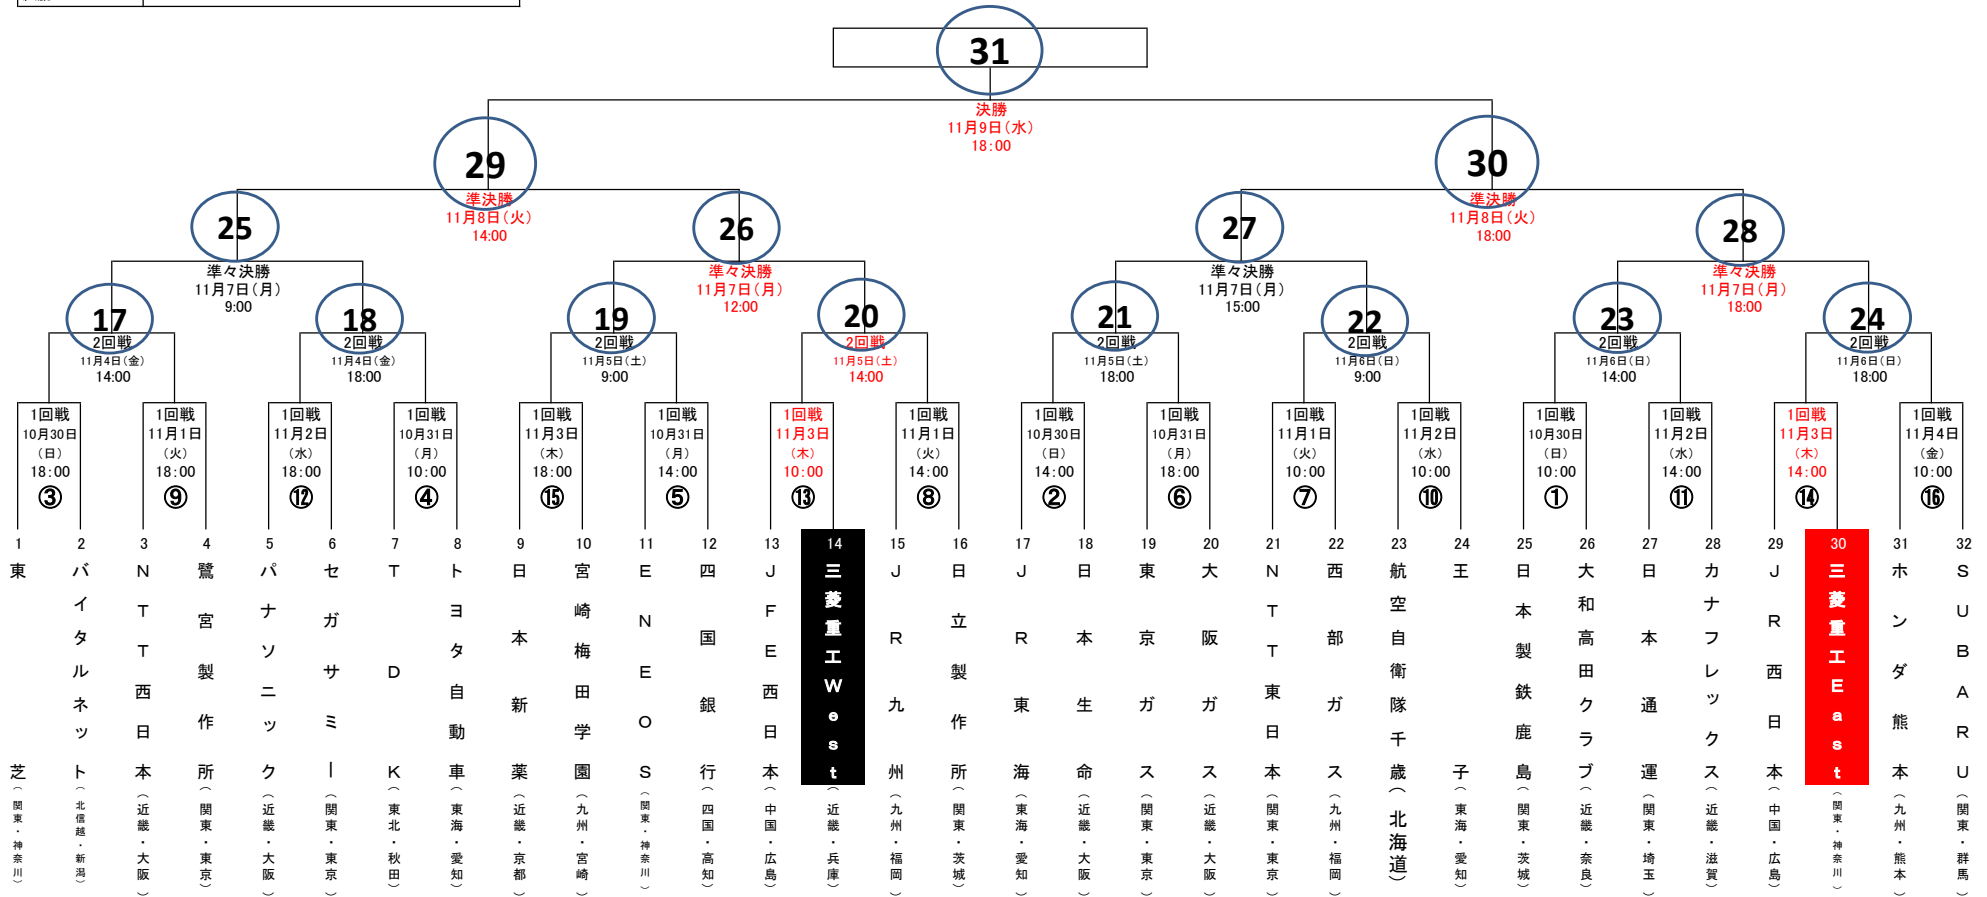 31
決勝
11月9日（水）
18：00
29
準決勝
11月8日（火）
14:00
30
準決勝
11月8日（火）
18:00
25
準々決勝
11月7日（月）
9:00
26
準々決勝
11月7日（月）
12:00
27
準々決勝
11月7日（月）
15:00
28
準々決勝
11月7日（月）
18:00
17
2回戦
11月4日（金）
14:00
18
2回戦
11月4日（金）
18:00
19
2回戦
11月5日（土）
9:00
20
2回戦
11月5日（土）
14:00
21
2回戦
11月5日（土）
18:00
22
2回戦
11月6日（日）
9:00
23
2回戦
11月6日（日）
14:00
24
2回戦
11月6日（日）
18:00
1回戦
10月30日
（日）
18:00
③
1回戦
11月1日
（火）
18:00
⑨
1回戦
11月2日
（水）
18:00
⑫
1回戦
10月31日
（月）
10:00
④
1回戦
11月3日
（木）
18:00
⑮
1回戦
10月31日
（月）
14:00
⑤
1回戦
11月3日
（木）
10:00
⑬
1回戦
11月1日
（火）
14:00
⑧
1回戦
10月30日
（日）
14:00
②
1回戦
10月31日
（月）
18:00
⑥
1回戦
11月1日
（火）
10:00
⑦
1回戦
11月2日
（水）
10:00
⑩
1回戦
10月30日
（日）
10:00
①
1回戦
11月2日
（水）
14:00
⑪
1回戦
11月3日
（木）
14:00
⑭
1回戦
11月4日
（金）
10:00
⑯
1 東芝（関東・神奈川）
2 バイタルネット（北信越・新潟）
3 NTT西日本（近畿・大阪）
4 鷺宮製作所（関東・東京）
5 パナソニック（近畿・大阪）
6 セガサミー（関東・東京）
7 TDK（東北・秋田）
8 トヨタ自動車（東海・愛知）
9 日本新薬（近畿・京都）
10 宮崎梅田学園（九州・宮崎）
11 ENEOS（関東・神奈川）
12 四国銀行（四国・高知）
13 JFE西日本（中国・広島）
14 三菱重工West（近畿・兵庫）
15 JR九州（九州・福岡）
16 日立製作所（関東・茨城）
17 JR東海（東海・愛知）
18 日本生命（近畿・大阪）
19 東京ガス（関東・東京）
20 大阪ガス（近畿・大阪）
21 NTT東日本（関東・東京）
22 西部ガス（九州・福岡）
23 航空自衛隊千歳（北海道）
24 王子（東海・愛知）
25 日本製鉄鹿島（関東・茨城）
26 大和高田クラブ（近畿・奈良）
27 日本通運（関東・埼玉）
28 カナフレックス（近畿・滋賀）
29 JR西日本（中国・広島）
30 三菱重工East（関東・神奈川）
31 ホンダ熊本（九州・熊本）
32 SUBARU（関東・群馬）